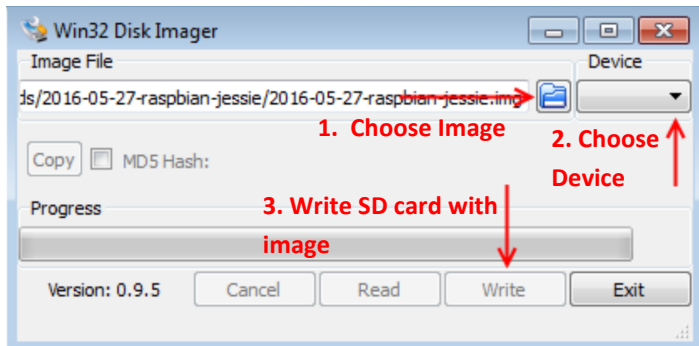 Win32 Disk Imager
Image File
Device
ds/2016-05-27-raspbian-jessie/2016-05-27-raspbian-jessie.img
1. Choose Image
2. Choose
Device
Copy
MD5 Hash:
Progress
3. Write SD card with
image
Version: 0.9.5
Cancel
Read
Write
Exit